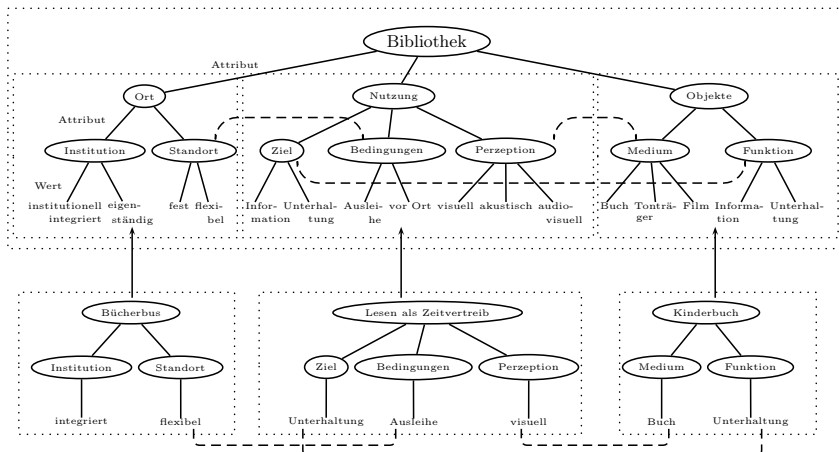 Bibliothek
Attribut
Ort Nutzung Objekte
Attribut
Institution Standort Ziel Bedingungen Perzeption Medium Funktion
Wert
institutionell eigen- fest flexi- Infor- Unterhal- Auslei- vor Ort visuell akustisch audio- Buch Tonträ- Film Informa- Unterhal-
integriert ständig bel mation tung he visuell ger tion tung
Bücherbus Lesen als Zeitvertreib Kinderbuch
Institution Standort Ziel Bedingungen Perzeption Medium Funktion
integriert flexibel Unterhaltung Ausleihe visuell Buch Unterhaltung